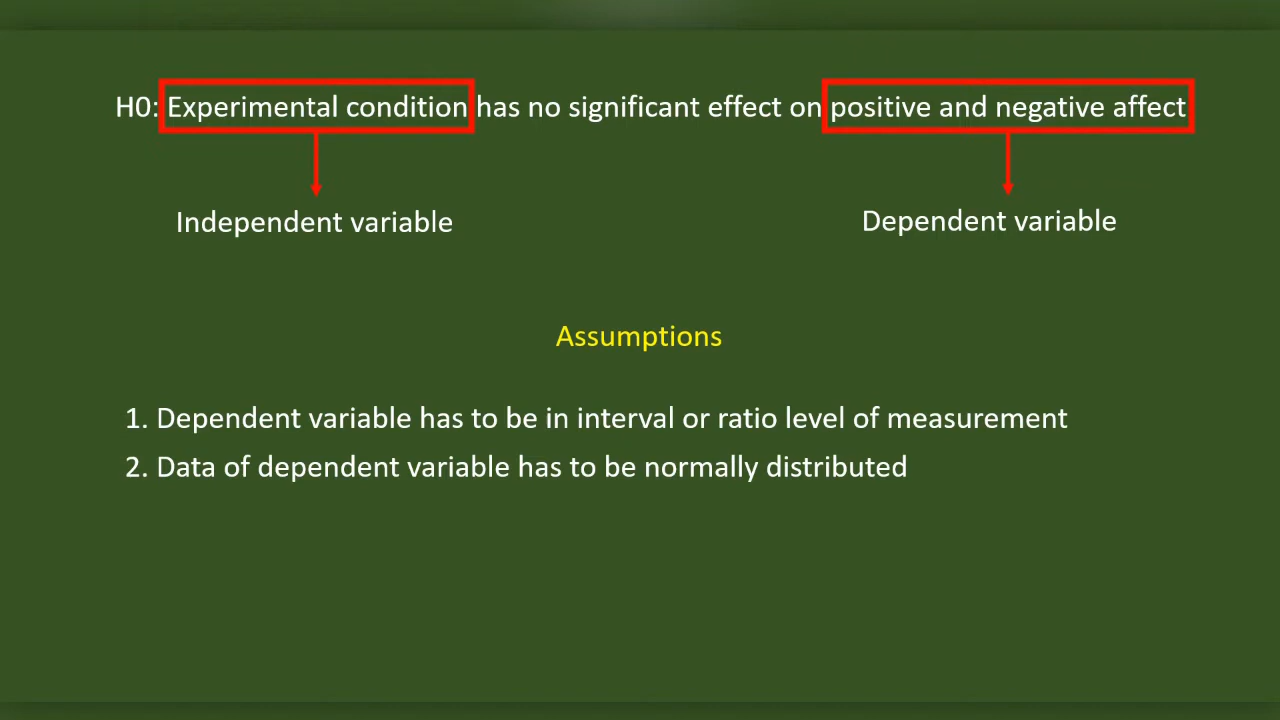 H0: Experimental condition has no significant effect on positive and negative affect
Independent variable
Dependent variable
Assumptions
1. Dependent variable has to be in interval or ratio level of measurement
2. Data of dependent variable has to be normally distributed